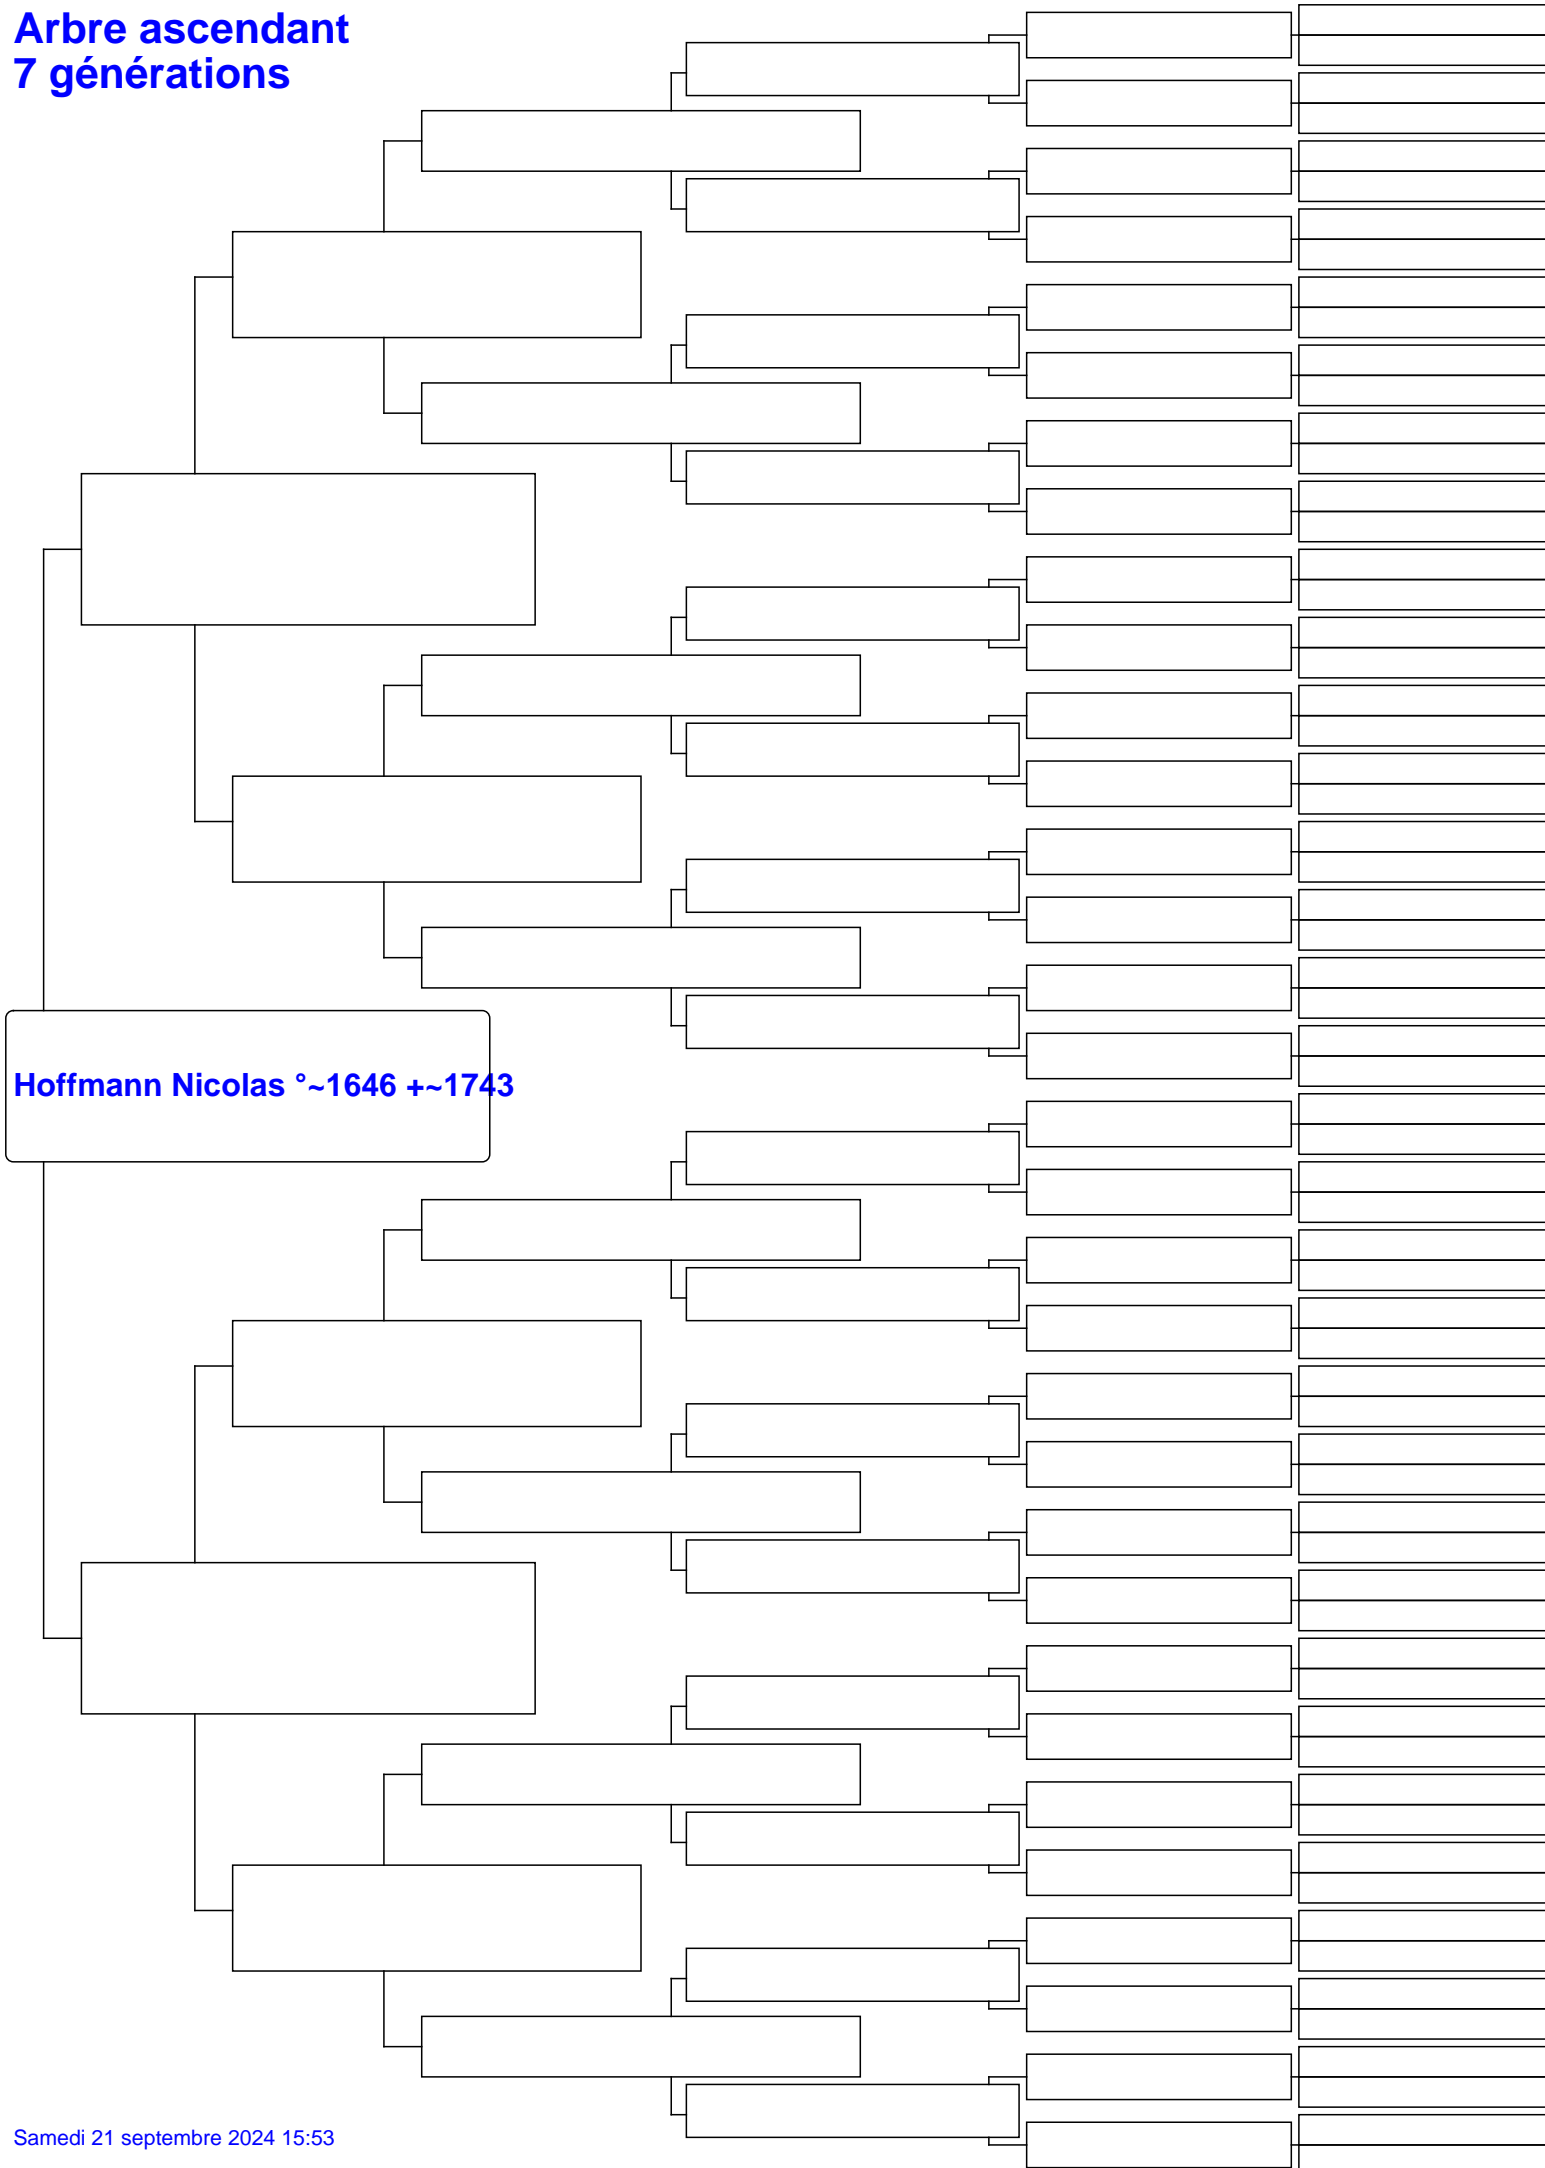 Arbre ascendant
7 générations
Hoffmann Nicolas °~1646 +~1743
Samedi 21 septembre 2024 15:53